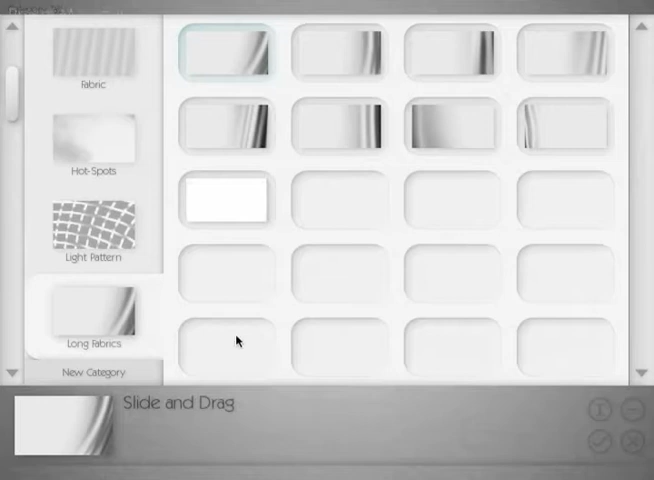 Fabric
Hot-Spots
Light Pattern
Long Fabrics
New Category
Slide and Drag